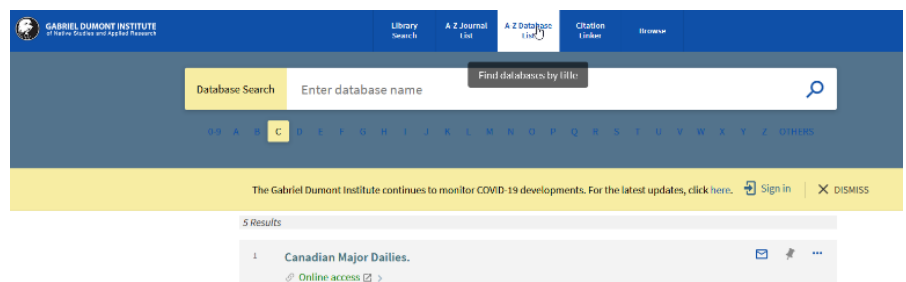 GABRIEL DUMONT INSTITUTE
of Native Studies and Applied Research
Library Search
A-Z Journal List
A-Z Database List
Citation Linker
Browse
Find databases by title
Database Search
Enter database name
0-9 A B C D E F G H I J K L M N O P Q R S T U V W X Y Z OTHERS
The Gabriel Dumont Institute continues to monitor COVID-19 developments. For the latest updates, click here.
Sign in
DISMISS
5 Results
1
Canadian Major Dailies.
Online access